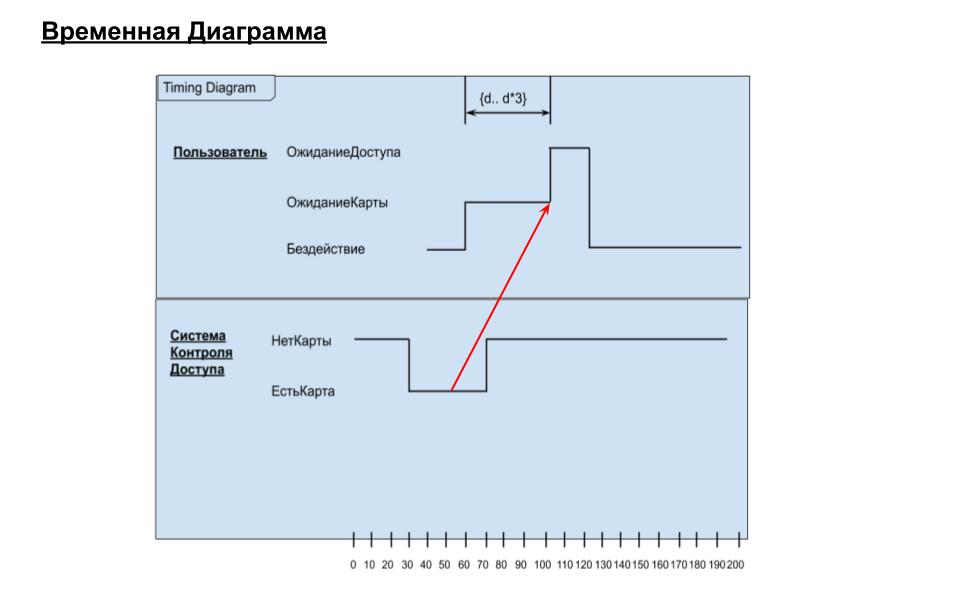 Временная Диаграмма
Timing Diagram
{d.. d*3}
Пользователь
ОжиданиеДоступа
ОжиданиеКарты
Бездействие
Система
Контроля
Доступа
НетКарты
ЕстьКарта
0 10 20 30 40 50 60 70 80 90 100 110 120 130 140 150 160 170 180 190 200